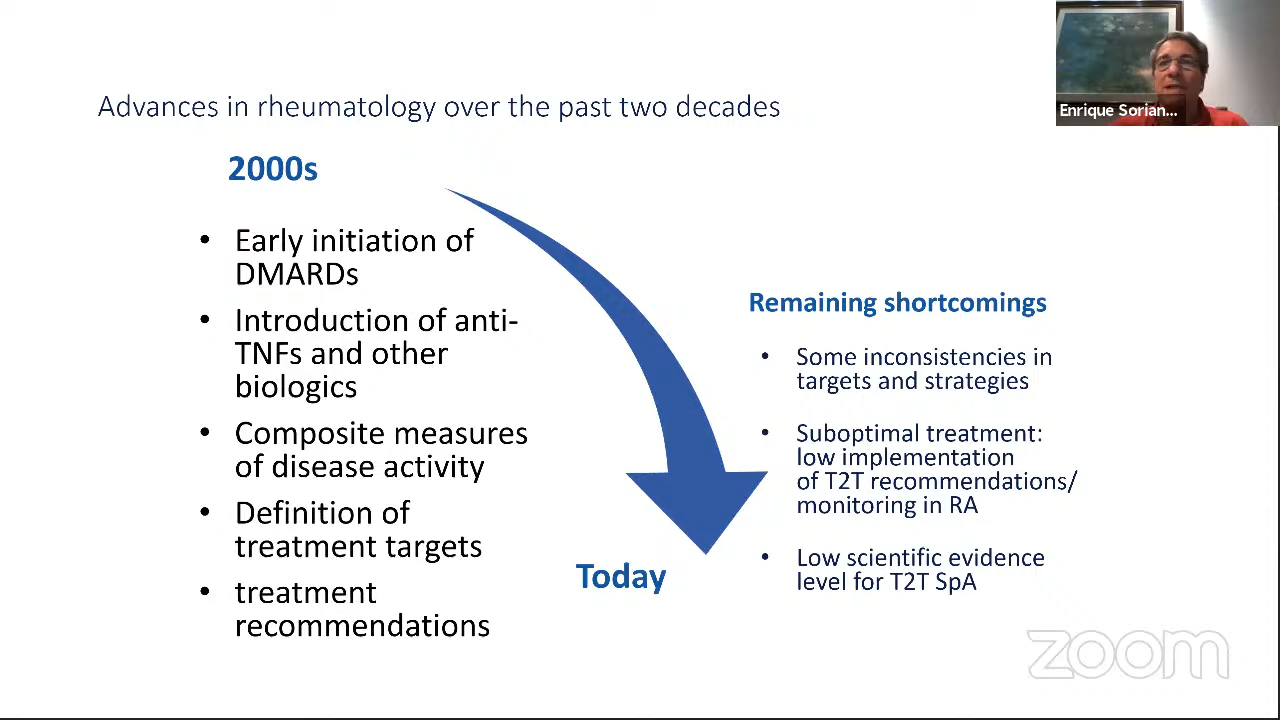 Advances in rheumatology over the past two decades
Enrique Sorian...
2000s
• Early initiation of
DMARDs
• Introduction of anti-
TNFs and other
biologics
• Composite measures
of disease activity
• Definition of
treatment targets
• treatment
recommendations
Today
Remaining shortcomings
• Some inconsistencies in
targets and strategies
• Suboptimal treatment:
low implementation
of T2T recommendations/
monitoring in RA
• Low scientific evidence
level for T2T SpA
zoom